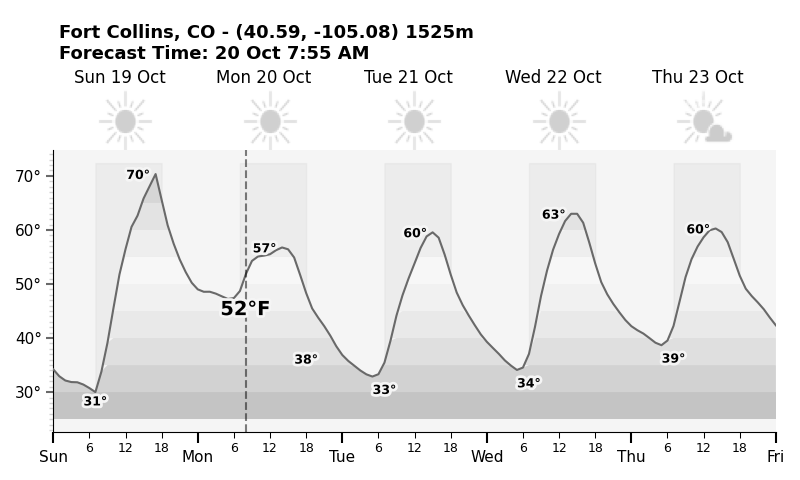 Fort Collins, CO - (40.59, -105.08) 1525m
Forecast Time: 20 Oct 7:55 AM
Sun 19 Oct Mon 20 Oct Tue 21 Oct Wed 22 Oct Thu 23 Oct
70° 70°
60° 60° 63° 60°
57°
50°
52°F
40°
38° 39°
30° 31° 33° 34°
6 12 18 6 12 18 6 12 18 6 12 18 6 12 18
Sun Mon Tue Wed Thu Fri